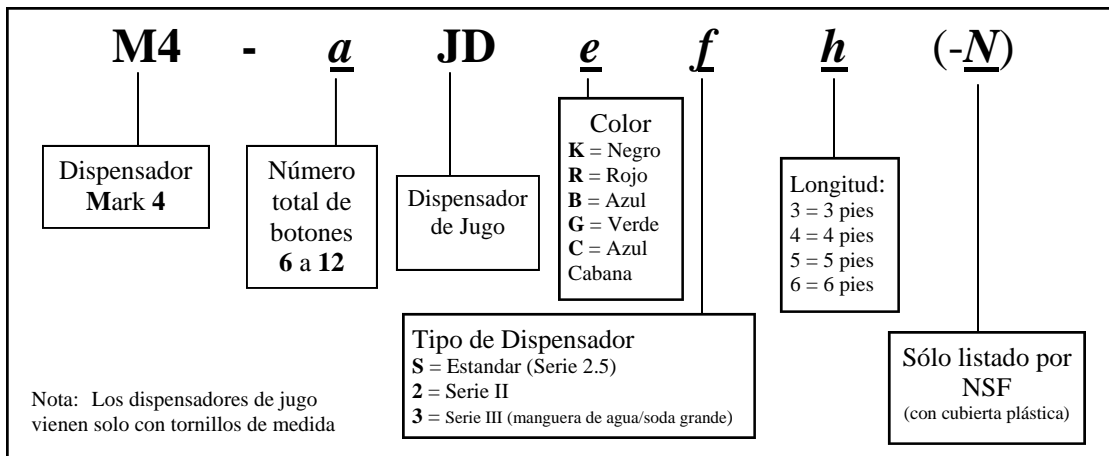 M4 - a JD e f h (-N)
Dispensador
Mark 4
Número
total de
botones
6 a 12
Dispensador
de Jugo
Color
K = Negro
R = Rojo
B = Azul
G = Verde
C = Azul
Cabana
Longitud:
3 = 3 pies
4 = 4 pies
5 = 5 pies
6 = 6 pies
Tipo de Dispensador
S = Estandar (Serie 2.5)
2 = Serie II
3 = Serie III (manguera de agua/soda grande)
Sólo listado por
NSF
(con cubierta plástica)
Nota: Los dispensadores de jugo
vienen solo con tornillos de medida